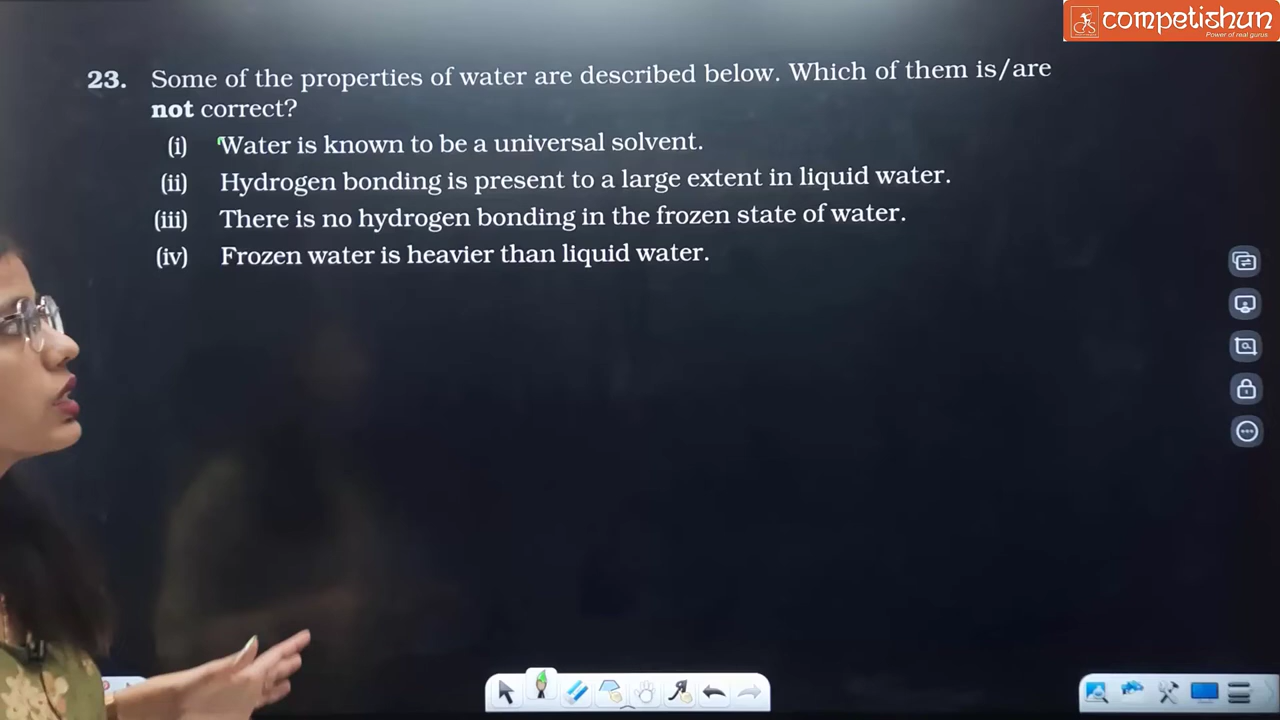 competishun
Power of real gurus
23. Some of the properties of water are described below. Which of them is/are
not correct?
(i) Water is known to be a universal solvent.
(ii) Hydrogen bonding is present to a large extent in liquid water.
(iii) There is no hydrogen bonding in the frozen state of water.
(iv) Frozen water is heavier than liquid water.